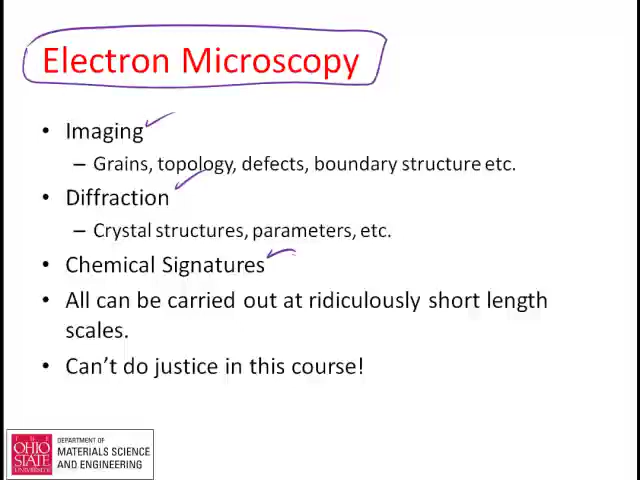 Electron Microscopy
• Imaging
– Grains, topology, defects, boundary structure etc.
• Diffraction
– Crystal structures, parameters, etc.
• Chemical Signatures
• All can be carried out at ridiculously short length
scales.
• Can't do justice in this course!
THE
OHIO
STATE
UNIVERSITY
DEPARTMENT OF
MATERIALS SCIENCE
AND ENGINEERING